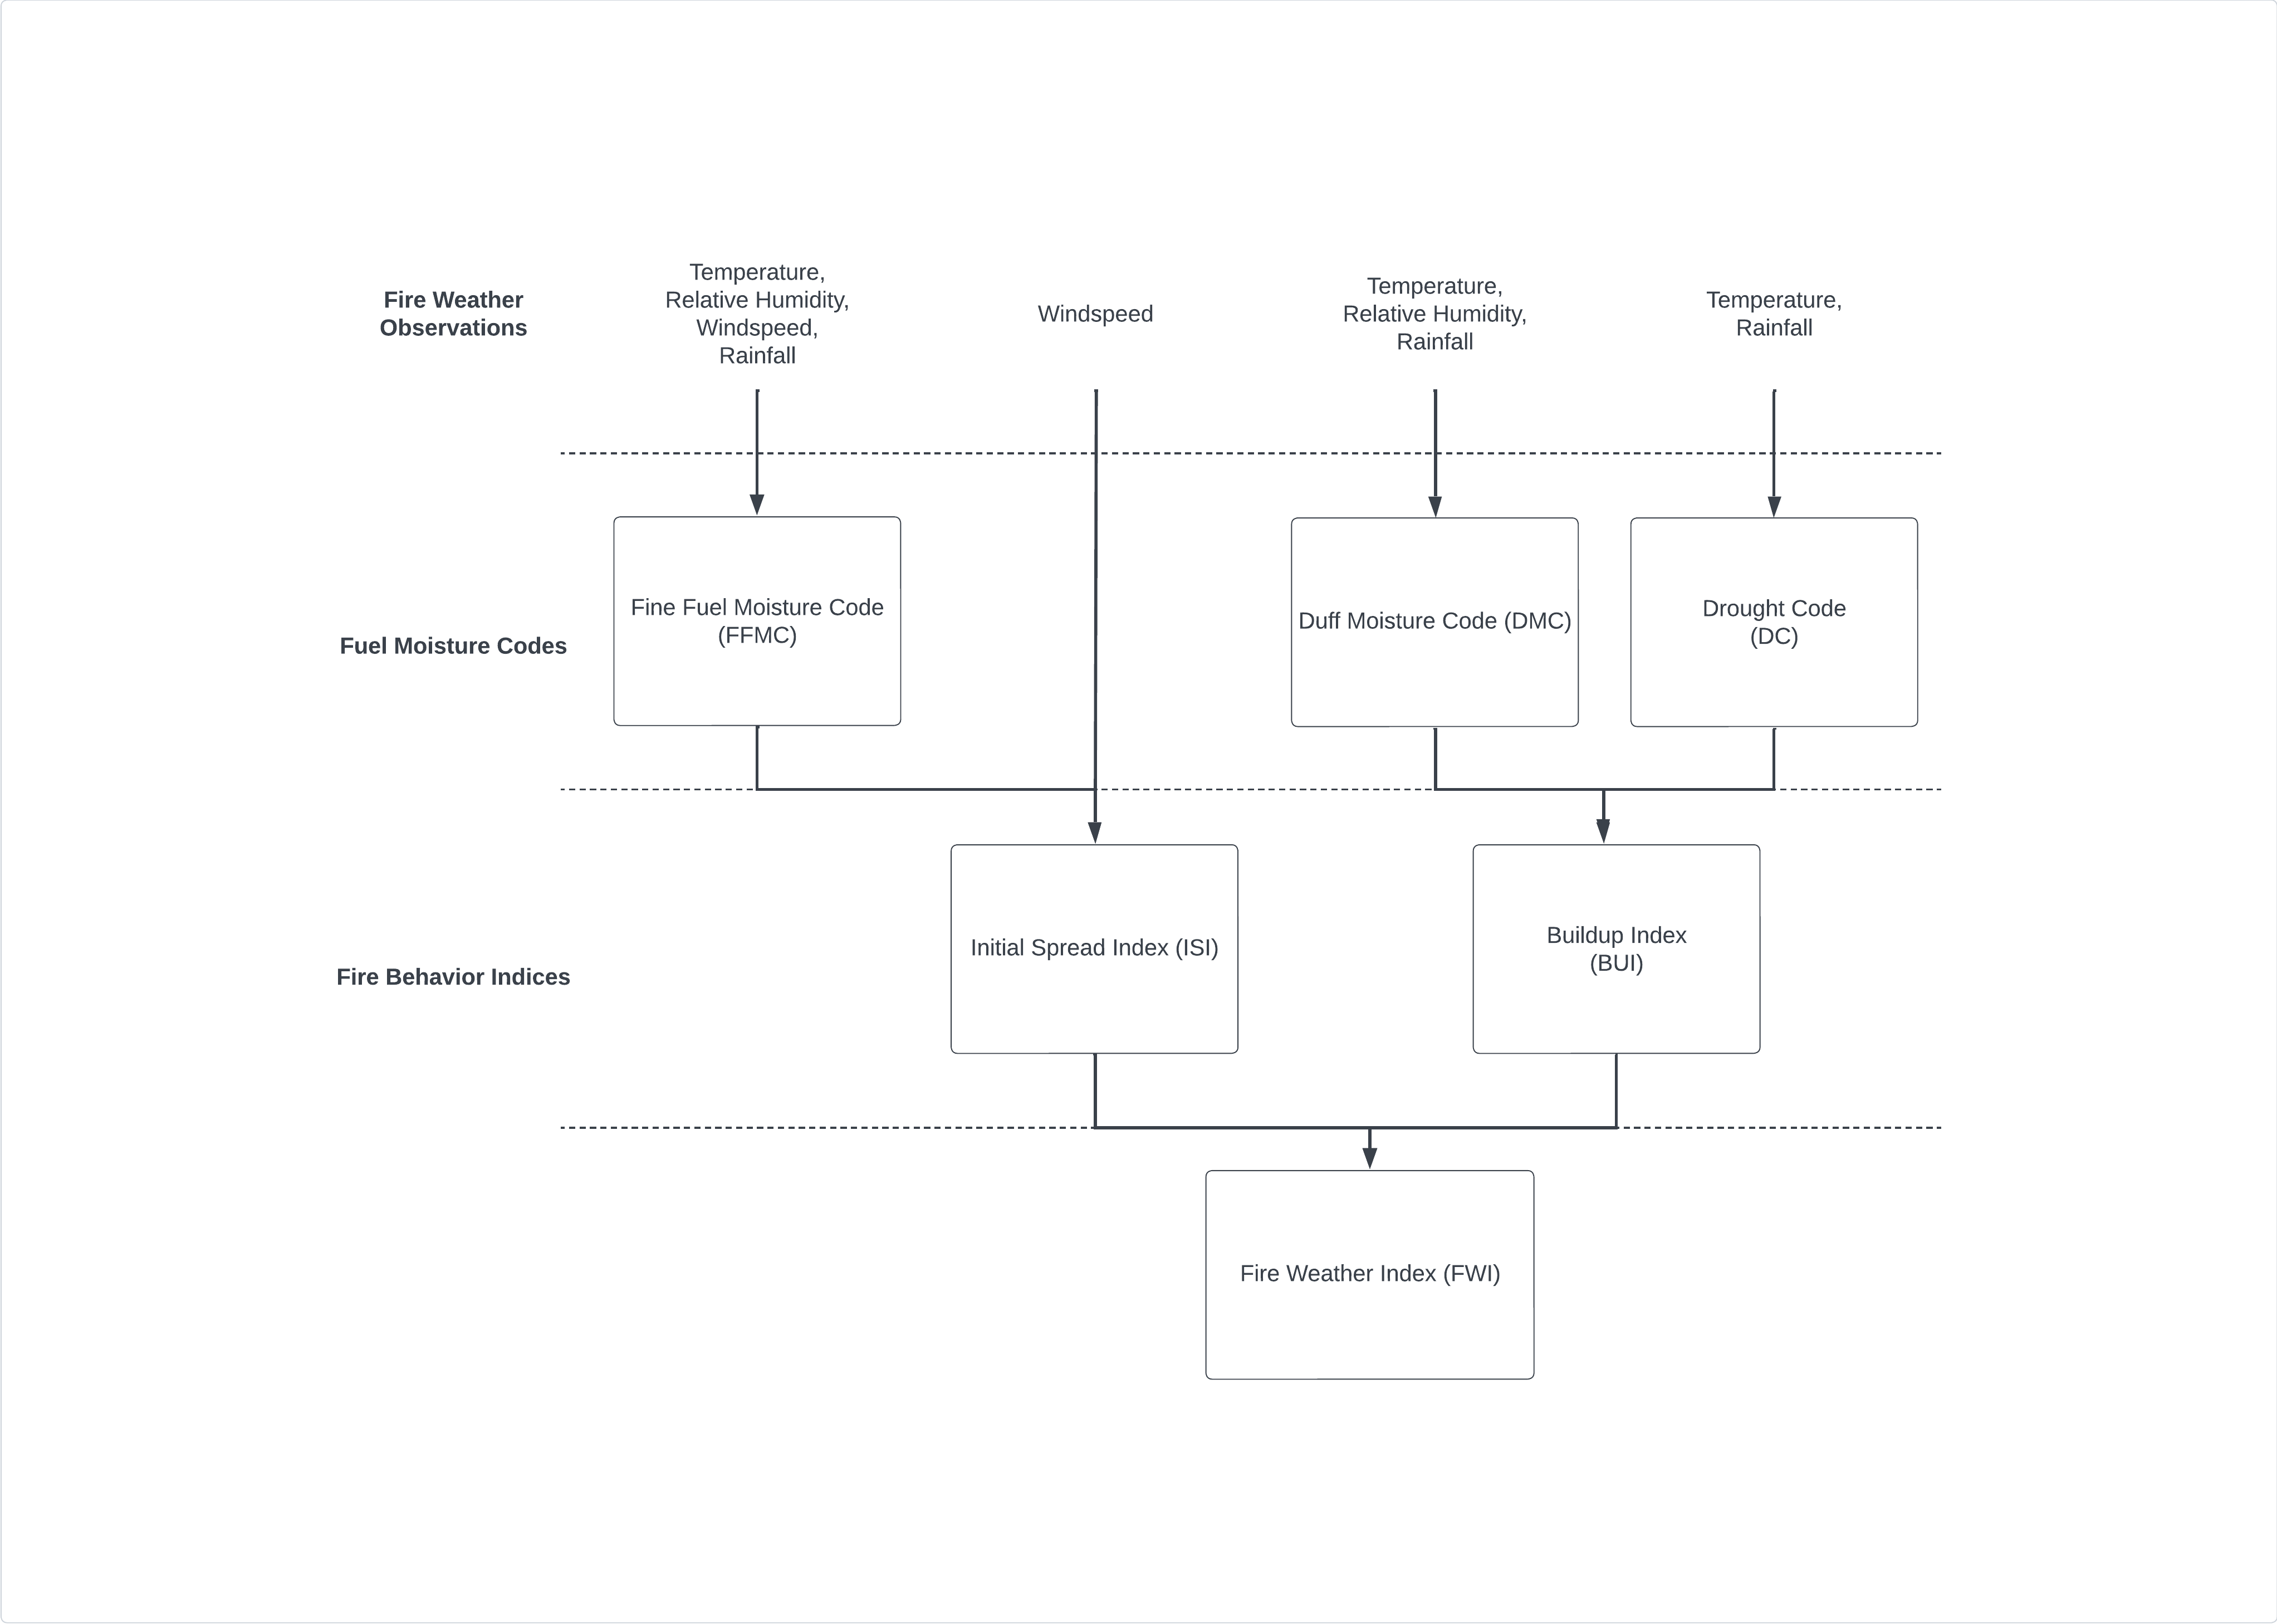 Fire Weather
Observations
Temperature,
Relative Humidity,
Windspeed,
Rainfall
Windspeed
Temperature,
Relative Humidity,
Rainfall
Temperature,
Rainfall
Fuel Moisture Codes
Fine Fuel Moisture Code
(FFMC)
Duff Moisture Code (DMC)
Drought Code
(DC)
Fire Behavior Indices
Initial Spread Index (ISI)
Buildup Index
(BUI)
Fire Weather Index (FWI)